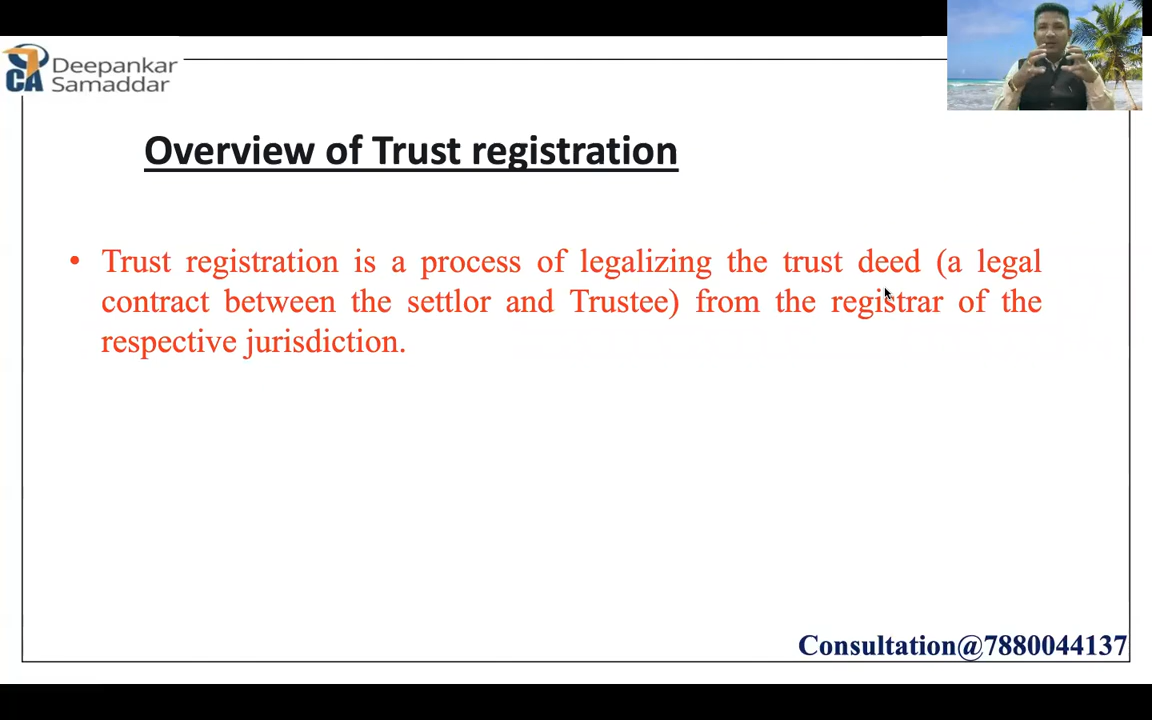 CA
Deepankar
Samaddar
Overview of Trust registration
• Trust registration is a process of legalizing the trust deed (a legal
contract between the settlor and Trustee) from the registrar of the
respective jurisdiction.
Consultation@7880044137